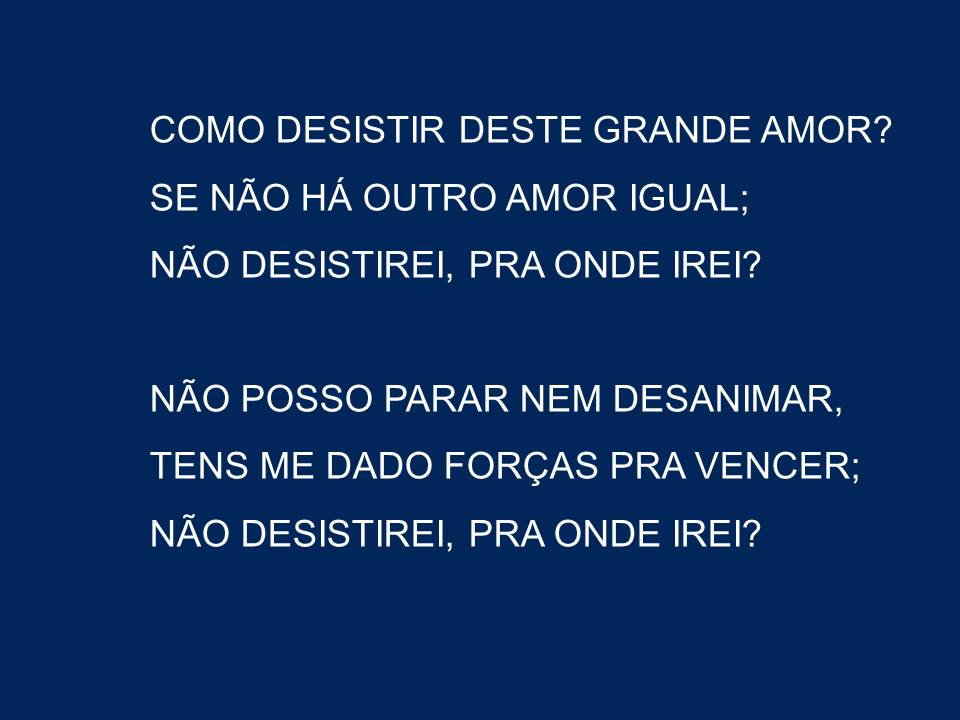 COMO DESISTIR DESTE GRANDE AMOR?
SE NÃO HÁ OUTRO AMOR IGUAL;
NÃO DESISTIREI, PRA ONDE IREI?
NÃO POSSO PARAR NEM DESANIMAR,
TENS ME DADO FORÇAS PRA VENCER;
NÃO DESISTIREI, PRA ONDE IREI?